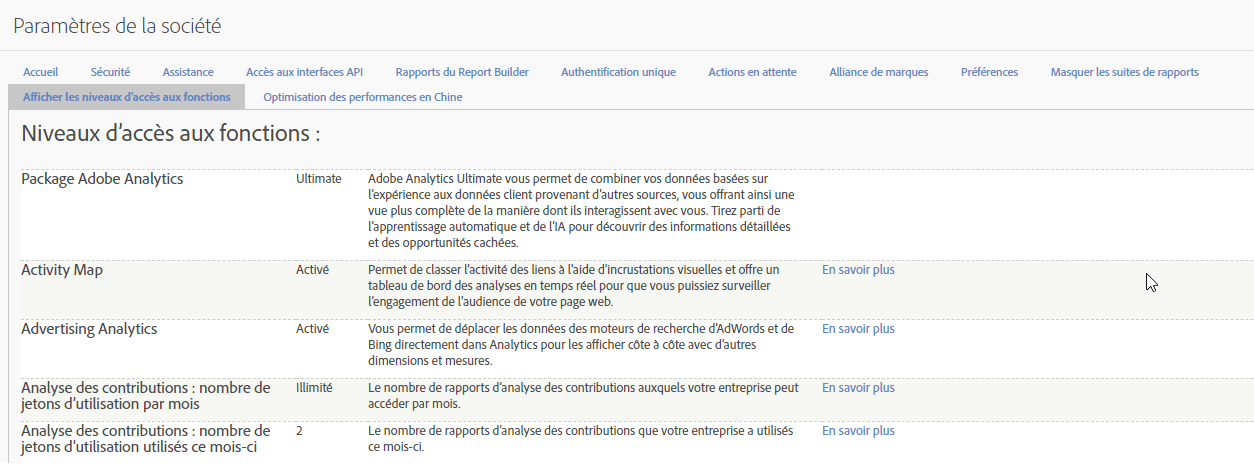 Paramètres de la société
Accueil Sécurité Assistance Accès aux interfaces API Rapports du Report Builder Authentification unique Actions en attente Alliance de marques Préférences Masquer les suites de rapports
Afficher les niveaux d’accès aux fonctions Optimisation des performances en Chine
Niveaux d’accès aux fonctions :
Package Adobe Analytics Ultimate Adobe Analytics Ultimate vous permet de combiner vos données basées sur
l’expérience aux données client provenant d’autres sources, vous offrant ainsi une
vue plus complète de la manière dont ils interagissent avec vous. Tirez parti de
l’apprentissage automatique et de l’IA pour découvrir des informations détaillées
et des opportunités cachées.
Activity Map Activé Permet de classer l’activité des liens à l’aide d’incrustations visuelles et offre un En savoir plus
tableau de bord des analyses en temps réel pour que vous puissiez surveiller
l’engagement de l’audience de votre page web.
Advertising Analytics Activé Vous permet de déplacer les données des moteurs de recherche d’AdWords et de En savoir plus
Bing directement dans Analytics pour les afficher côte à côte avec d’autres
dimensions et mesures.
Analyse des contributions : nombre de Illimité Le nombre de rapports d’analyse des contributions auxquels votre entreprise peut En savoir plus
jetons d’utilisation par mois accéder par mois.
Analyse des contributions : nombre de 2 Le nombre de rapports d’analyse des contributions que votre entreprise a utilisés En savoir plus
jetons d’utilisation utilisés ce mois-ci ce mois-ci.